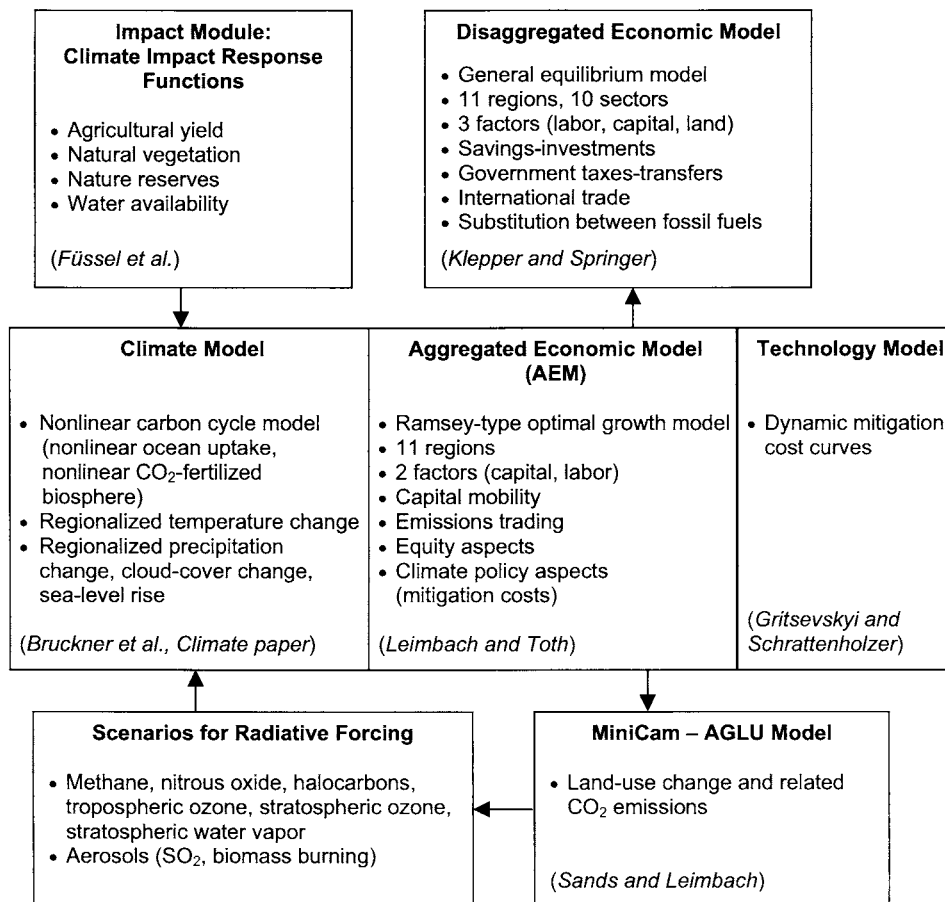 Impact Module:
Climate Impact Response
Functions
• Agricultural yield
• Natural vegetation
• Nature reserves
• Water availability
(Füssel et al.)
Disaggregated Economic Model
• General equilibrium model
• 11 regions, 10 sectors
• 3 factors (labor, capital, land)
• Savings-investments
• Government taxes-transfers
• International trade
• Substitution between fossil fuels
(Klepper and Springer)
Climate Model
• Nonlinear carbon cycle model
(nonlinear ocean uptake,
nonlinear CO₂-fertilized
biosphere)
• Regionalized temperature change
• Regionalized precipitation
change, cloud-cover change,
sea-level rise
(Bruckner et al., Climate paper)
Aggregated Economic Model
(AEM)
• Ramsey-type optimal growth model
• 11 regions
• 2 factors (capital, labor)
• Capital mobility
• Emissions trading
• Equity aspects
• Climate policy aspects
(mitigation costs)
(Leimbach and Toth)
Technology Model
• Dynamic mitigation
cost curves
(Gritsevskyi and
Schrattenholzer)
Scenarios for Radiative Forcing
• Methane, nitrous oxide, halocarbons,
tropospheric ozone, stratospheric ozone,
stratospheric water vapor
• Aerosols (SO₂, biomass burning)
MiniCam – AGLU Model
• Land-use change and related
CO₂ emissions
(Sands and Leimbach)